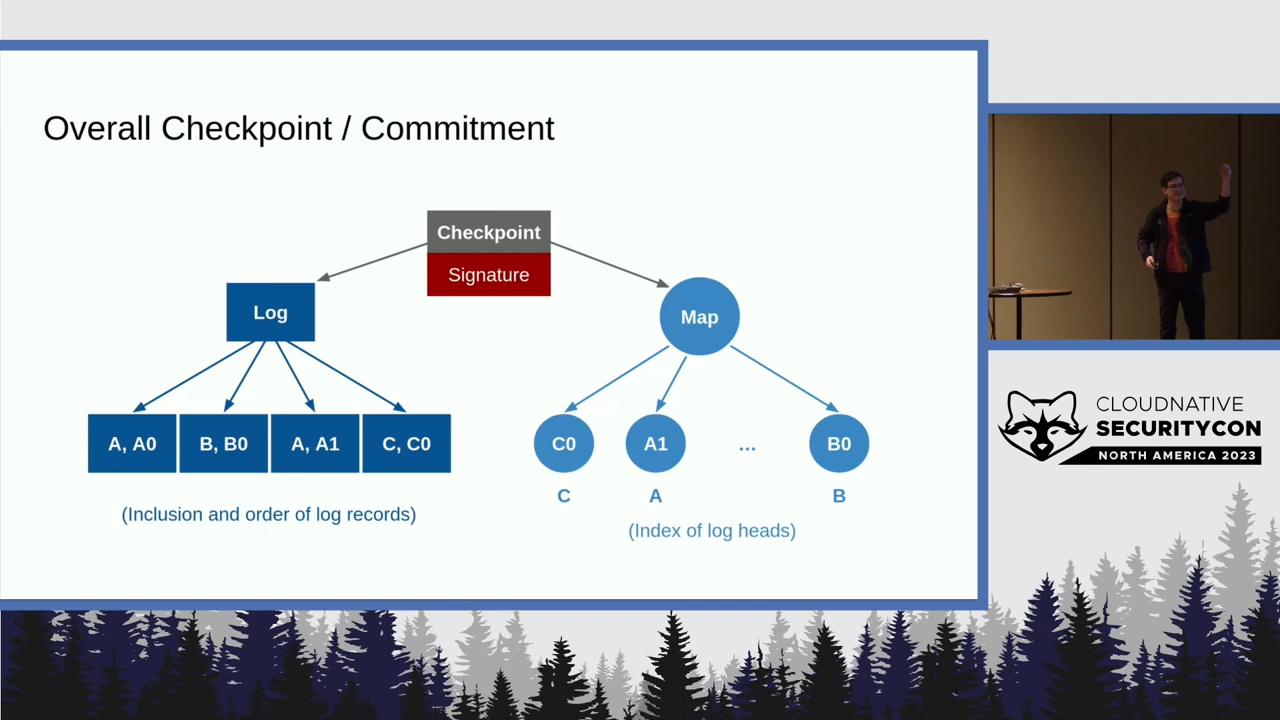 Overall Checkpoint / Commitment
Checkpoint
Signature
Log
Map
A, A0
B, B0
A, A1
C, C0
C0
A1
...
B0
C
A
B
(Inclusion and order of log records)
(Index of log heads)
CLOUDNATIVE
SECURITYCON
NORTH AMERICA 2023